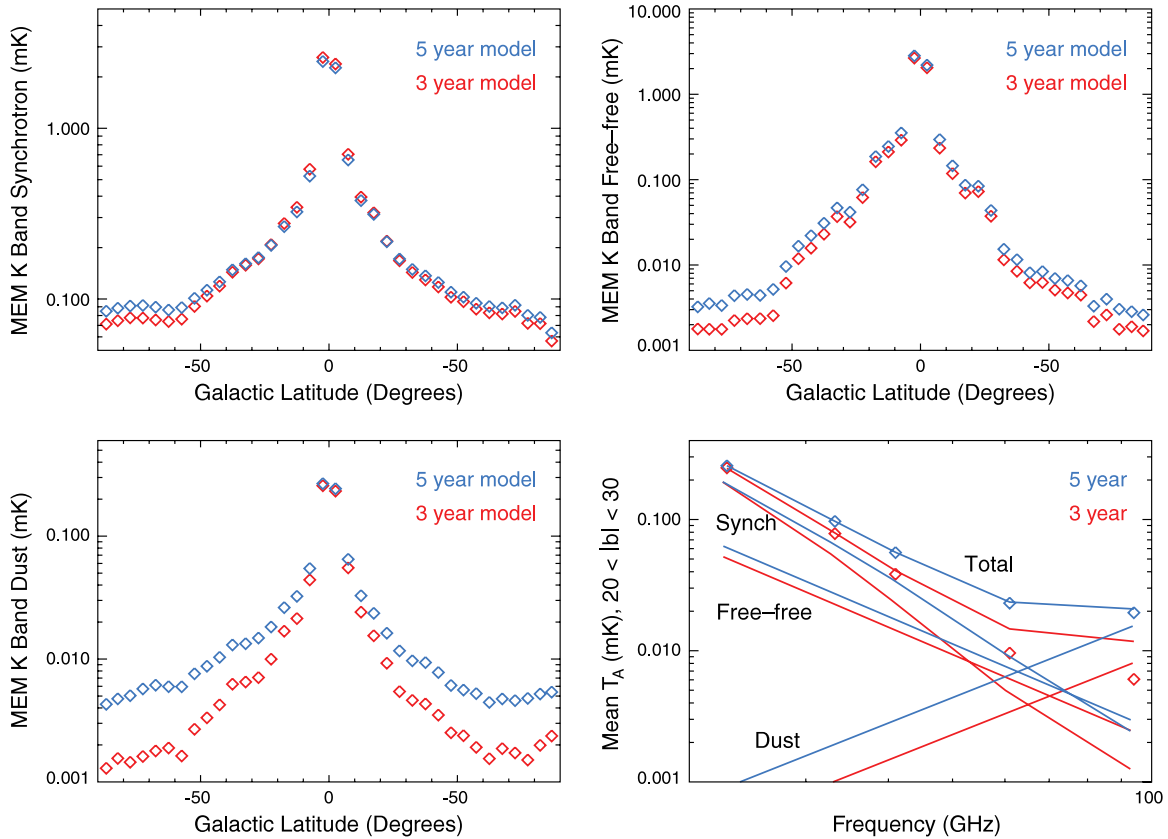 MEM K Band Synchrotron (mK)
1.000
0.100
5 year model
3 year model
-50
0
-50
Galactic Latitude (Degrees)
MEM K Band Free–free (mK)
10.000
1.000
0.100
0.010
0.001
5 year model
3 year model
-50
0
-50
Galactic Latitude (Degrees)
MEM K Band Dust (mK)
0.100
0.010
0.001
5 year model
3 year model
-50
0
-50
Galactic Latitude (Degrees)
Mean T_A (mK), 20 < |b| < 30
0.100
0.010
0.001
5 year
3 year
Synch
Total
Free–free
Dust
100
Frequency (GHz)